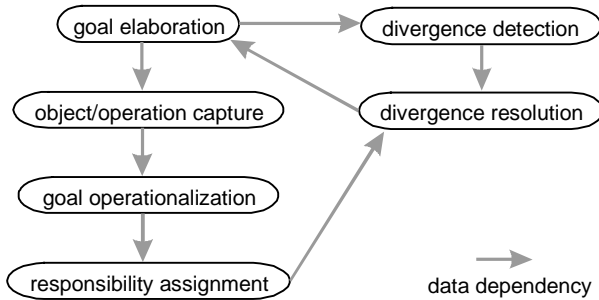 goal elaboration
divergence detection
object/operation capture
divergence resolution
goal operationalization
responsibility assignment
data dependency